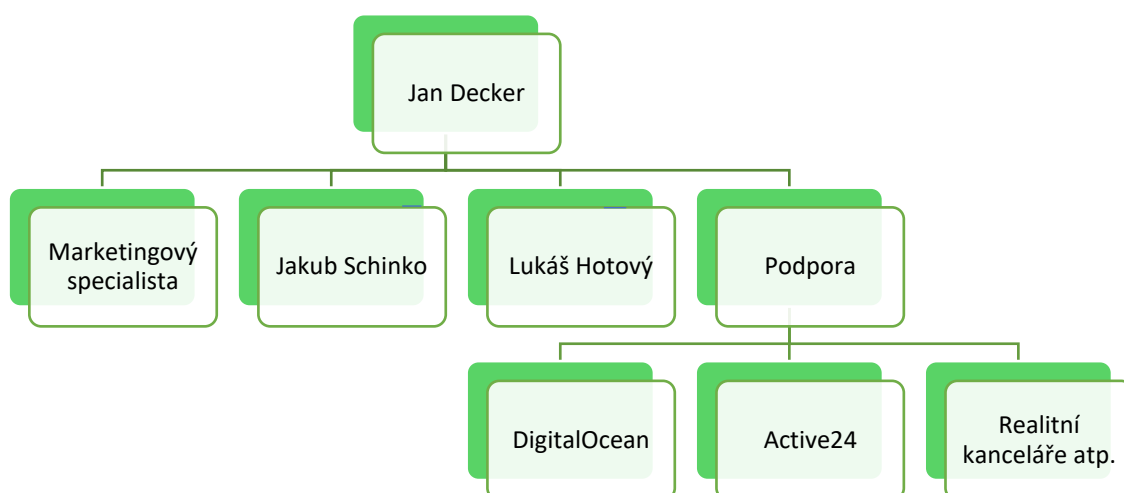 Jan Decker
Marketingový
specialista
Jakub Schinko
Lukáš Hotový
Podpora
DigitalOcean
Active24
Realitní
kanceláře atp.